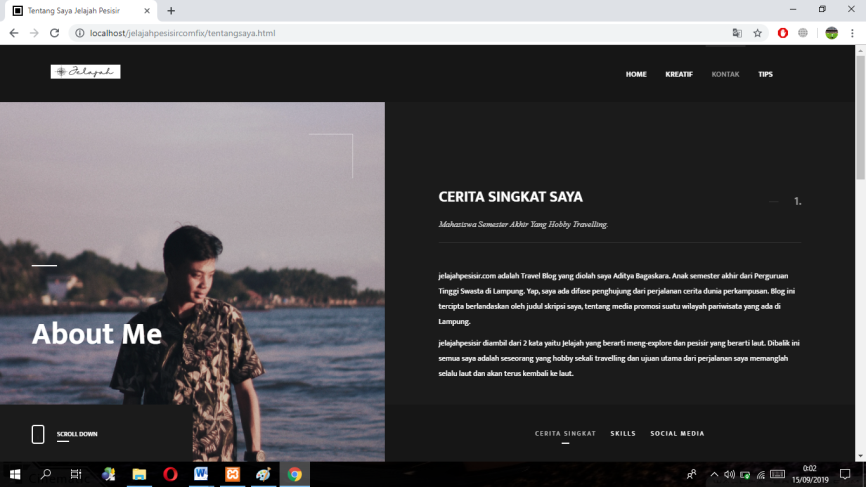 Tentang Saya Jelajah Pesisir
localhost/jelajahpesisircomfix/tentangsaya.html
Jelajah
HOME
KREATIF
KONTAK
TIPS
CERITA SINGKAT SAYA
1.
Mahasiswa Semester Akhir Yang Hobby Travelling.
jelajahpesisir.com adalah Travel Blog yang diolah saya Aditya Bagaskara. Anak semester akhir dari Perguruan
Tinggi Swasta di Lampung. Yap, saya ada difase penghujung dari perjalanan cerita dunia perkampusan. Blog ini
tercipta berlandaskan oleh judul skripsi saya, tentang media promosi suatu wilayah pariwisata yang ada di
Lampung.
jelajahpesisir diambil dari 2 kata yaitu Jelajah yang berarti meng-explore dan pesisir yang berarti laut. Dibalik ini
semua saya adalah seseorang yang hobby sekali travelling dan ujuan utama dari perjalanan saya memanglah
selalu laut dan akan terus kembali ke laut.
About Me
SCROLL DOWN
CERITA SINGKAT
SKILLS
SOCIAL MEDIA
0:02
15/09/2019